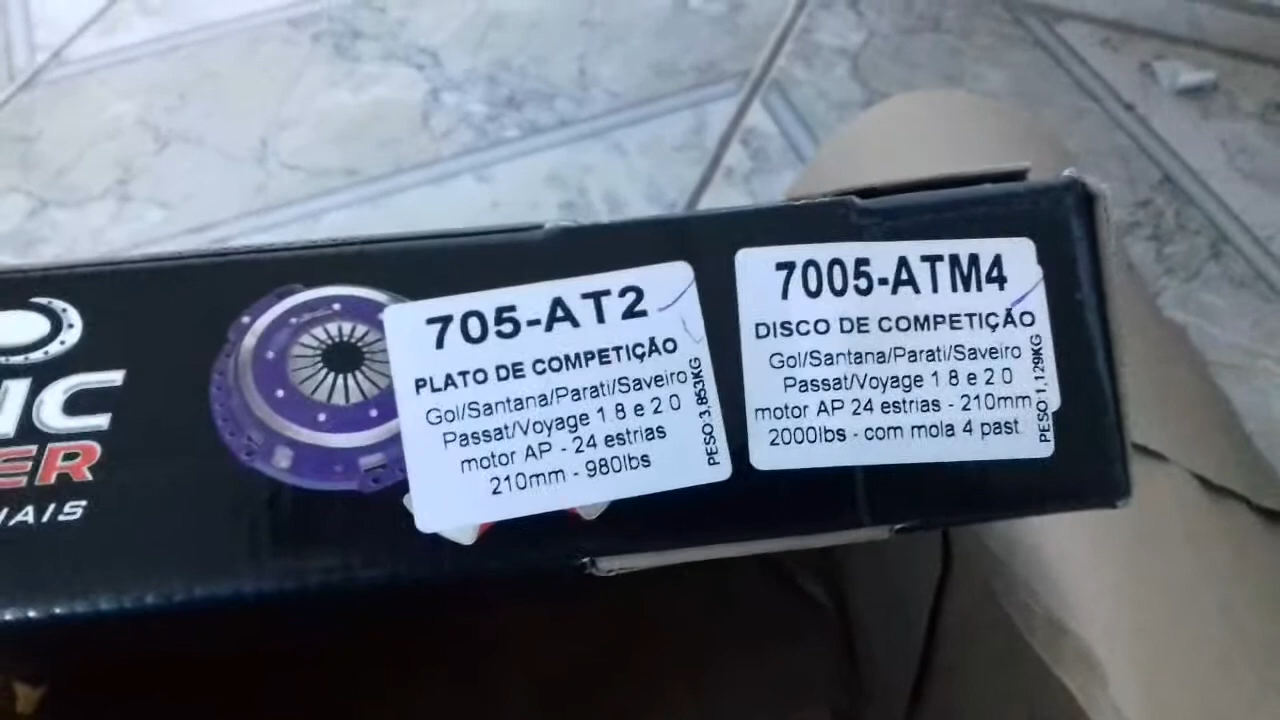 705-AT2
PLATO DE COMPETIÇÃO
Gol/Santana/Parati/Saveiro
Passat/Voyage 1 8 e 2 0
motor AP - 24 estrias
210mm - 980lbs
PESO 3,853KG
7005-ATM4
DISCO DE COMPETIÇÃO
Gol/Santana/Parati/Saveiro
Passat/Voyage 1 8 e 2 0
motor AP 24 estrias - 210mm
2000lbs - com mola 4 past
PESO 1,129KG